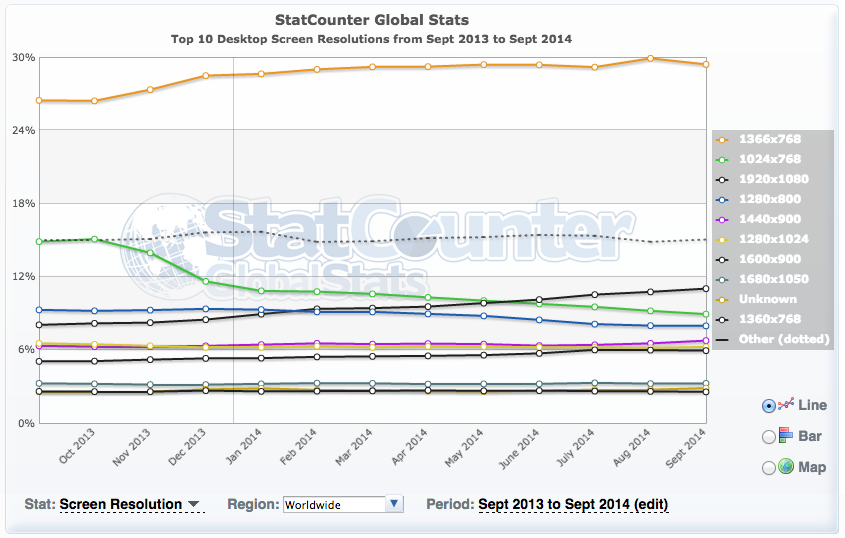 StatCounter Global Stats
Top 10 Desktop Screen Resolutions from Sept 2013 to Sept 2014
30%
24%
18%
12%
6%
0%
StatCounter
GlobalStats
1366x768
1024x768
1920x1080
1280x800
1440x900
1280x1024
1600x900
1680x1050
Unknown
1360x768
Other (dotted)
Oct 2013
Nov 2013
Dec 2013
Jan 2014
Feb 2014
Mar 2014
Apr 2014
May 2014
June 2014
July 2014
Aug 2014
Sept 2014
Line
Bar
Map
Stat: Screen Resolution Region: Worldwide Period: Sept 2013 to Sept 2014 (edit)